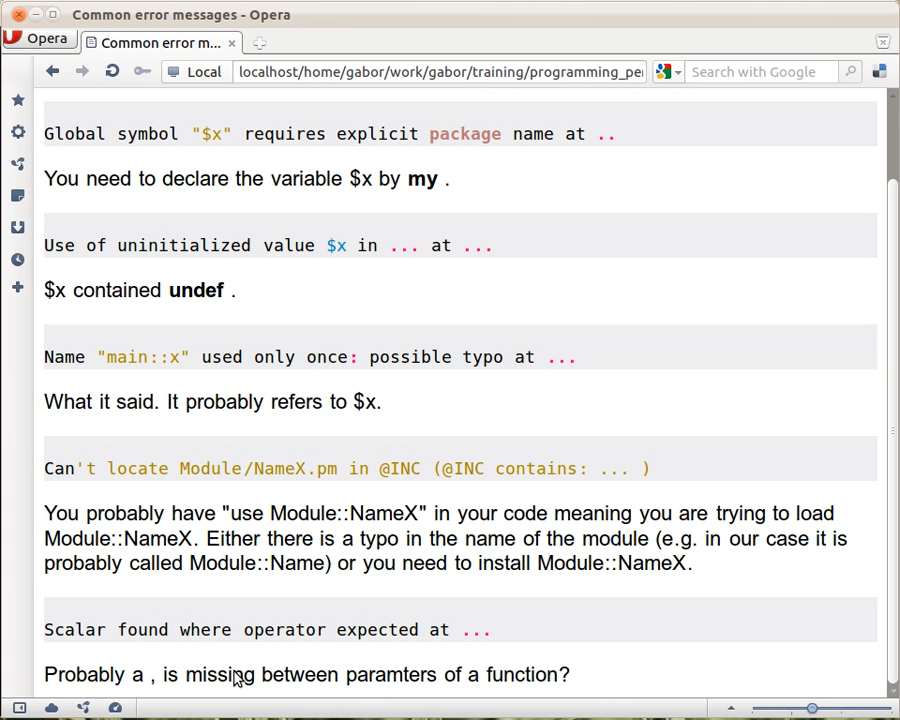 Common error messages - Opera
Opera
Common error m...
Local
localhost/home/gabor/work/gabor/training/programming_pe
Search with Google
Global symbol "$x" requires explicit package name at ..
You need to declare the variable $x by my .
Use of uninitialized value $x in ... at ...
$x contained undef .
Name "main::x" used only once: possible typo at ...
What it said. It probably refers to $x.
Can't locate Module/NameX.pm in @INC (@INC contains: ... )
You probably have "use Module::NameX" in your code meaning you are trying to load
Module::NameX. Either there is a typo in the name of the module (e.g. in our case it is
probably called Module::Name) or you need to install Module::NameX.
Scalar found where operator expected at ...
Probably a , is missing between paramters of a function?